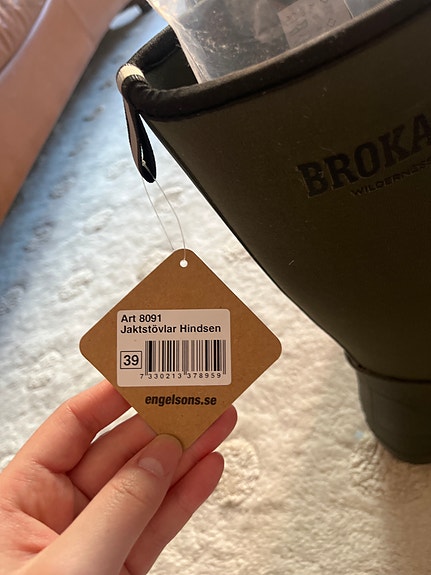 BROKA
WILDERNESS
Art 8091
Jaktstövlar Hindsen
39
7 330213 378959
engelsons.se